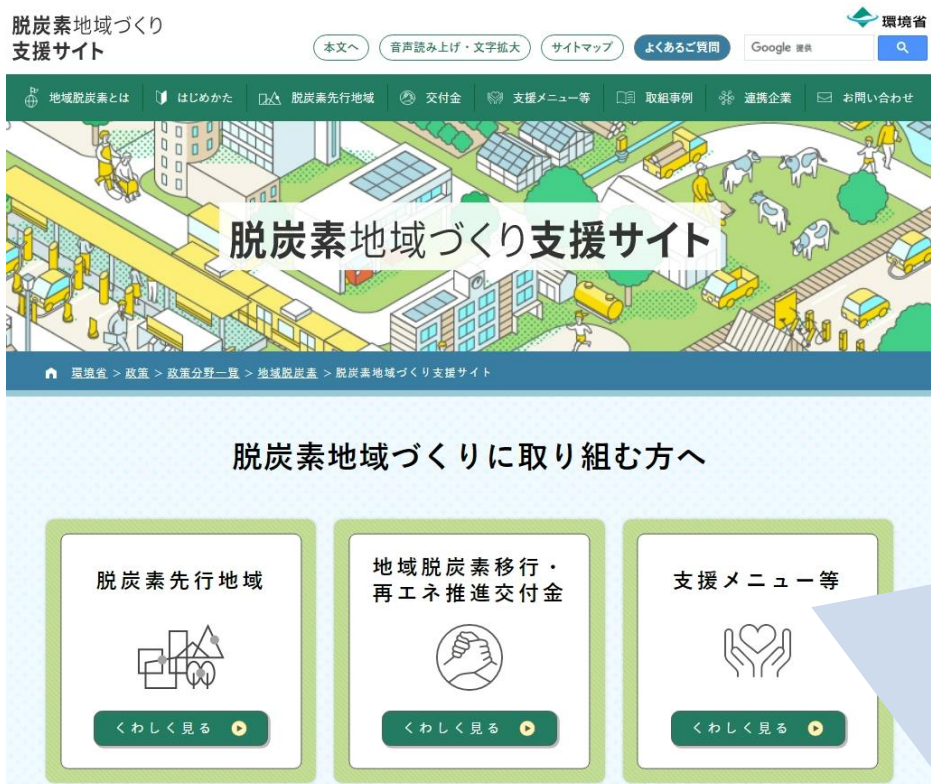 脱炭素地域づくり
支援サイト
環境省
本文へ
音声読み上げ・文字拡大
サイトマップ
よくあるご質問
Google 提供
地域脱炭素とは
はじめかた
脱炭素先行地域
交付金
支援メニュー等
取組事例
連携企業
お問い合わせ
脱炭素地域づくり支援サイト
環境省 > 政策 > 政策分野一覧 > 地域脱炭素 > 脱炭素地域づくり支援サイト
脱炭素地域づくりに取り組む方へ
脱炭素先行地域
くわしく見る
地域脱炭素移行・
再エネ推進交付金
くわしく見る
支援メニュー等
くわしく見る